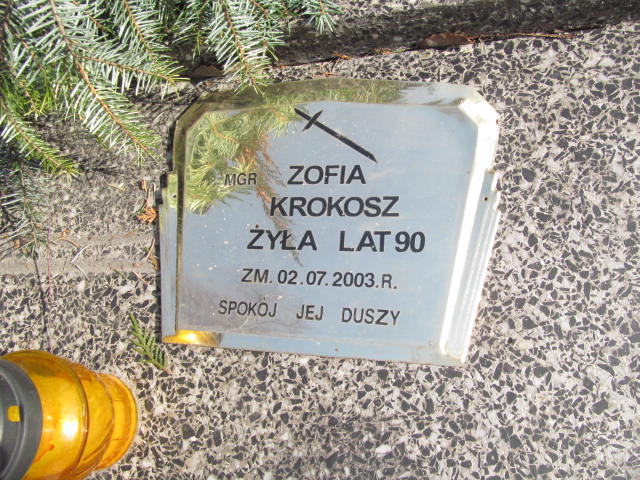 MGR ZOFIA
KROKOSZ
ŻYŁA LAT 90
ZM. 02.07.2003.R.
SPOKÓJ JEJ DUSZY